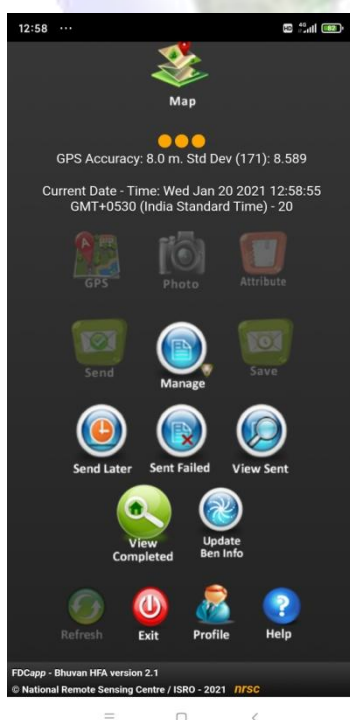 12:58 ...
HD 4G 62
Map
GPS Accuracy: 8.0 m. Std Dev (171): 8.589
Current Date - Time: Wed Jan 20 2021 12:58:55
GMT+0530 (India Standard Time) - 20
GPS Photo Attribute
Send Manage Save
Send Later Sent Failed View Sent
View Completed Update Ben Info
Refresh Exit Profile Help
FDCapp - Bhuvan HFA version 2.1
© National Remote Sensing Centre / ISRO - 2021 nrsc